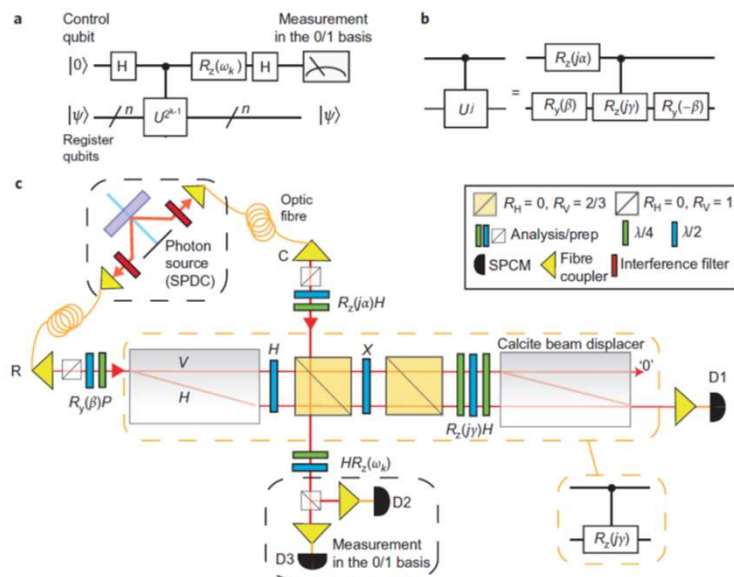 a
Control
qubit
Measurement
in the 0/1 basis
|0⟩ H R_z(ω_k) H
|ψ⟩ n U^{2^{k-1}} n |ψ⟩
Register
qubits
b
R_z(jα)
U^j = R_y(β) R_z(jγ) R_y(−β)
c
Optic
fibre
Photon
source
(SPDC)
C
R_z(jα)H
R_H = 0, R_V = 2/3 R_H = 0, R_V = 1
Analysis/prep λ/4 λ/2
SPCM Fibre
coupler Interference filter
R
R_y(β)P
V
H
H
X
Calcite beam displacer
'0'
D1
R_z(jγ)H
HR_z(ω_k)
D2
D3
Measurement
in the 0/1 basis
R_z(jγ)